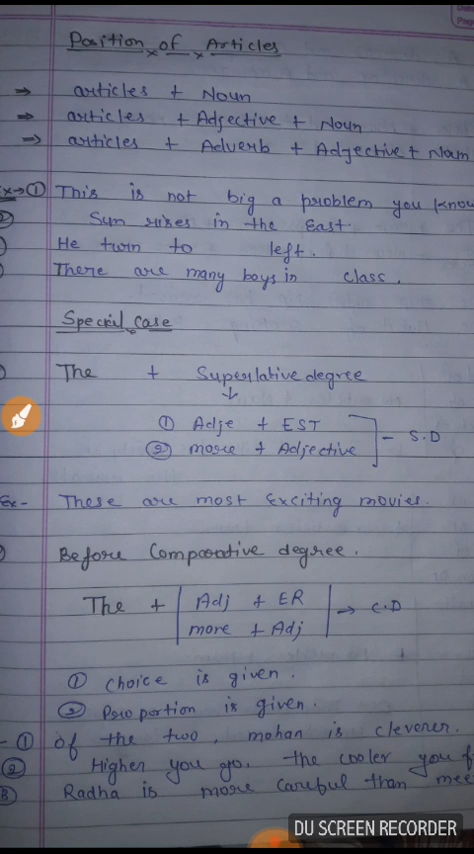 Position of Articles
⇒ articles + Noun
⇒ articles + Adjective + Noun
⇒ articles + Adverb + Adjective + Noun
Ex→① This is not big a problem you know
② Sun rises in the East.
He turn to left.
There are many boys in class.
Special case
The + Superlative degree
↓
① Adje + EST
② more + Adjective
- S.D
Ex- These are most exciting movies.
Before Comparative degree.
The + Adj + ER → C.D
more + Adj
① choice is given.
② Proportion is given.
- ① of the two, mohan is cleverer.
② Higher you go, the cooler you f
③ Radha is more careful than mee
DU SCREEN RECORDER